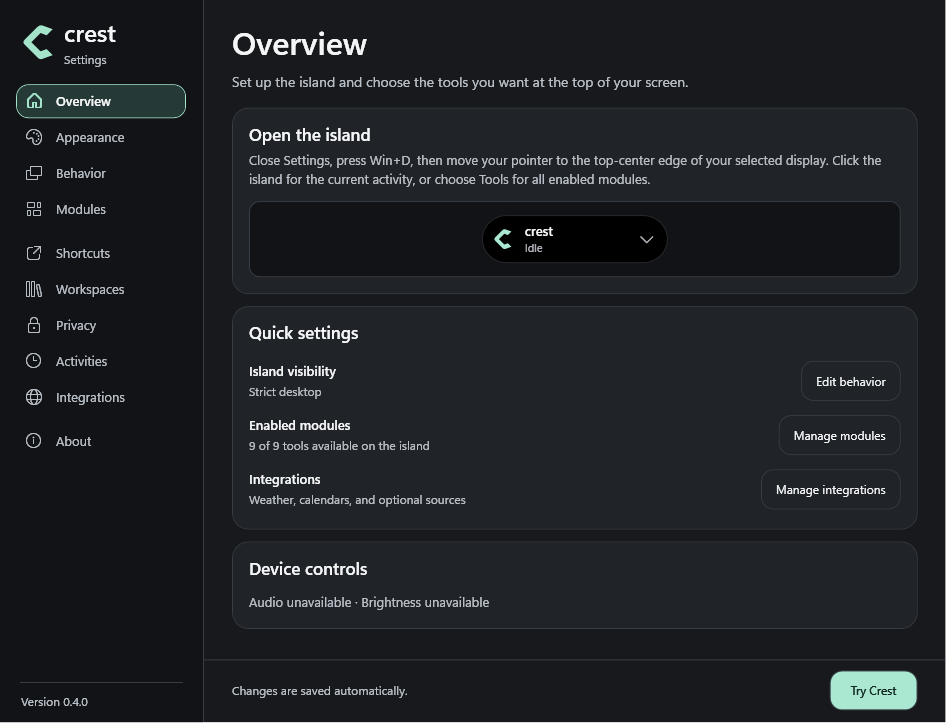 crest
Settings
Overview
Appearance
Behavior
Modules
Shortcuts
Workspaces
Privacy
Activities
Integrations
About
Version 0.4.0
Overview
Set up the island and choose the tools you want at the top of your screen.
Open the island
Close Settings, press Win+D, then move your pointer to the top-center edge of your selected display. Click the
island for the current activity, or choose Tools for all enabled modules.
crest
Idle
Quick settings
Island visibility
Strict desktop
Edit behavior
Enabled modules
9 of 9 tools available on the island
Manage modules
Integrations
Weather, calendars, and optional sources
Manage integrations
Device controls
Audio unavailable · Brightness unavailable
Changes are saved automatically.
Try Crest